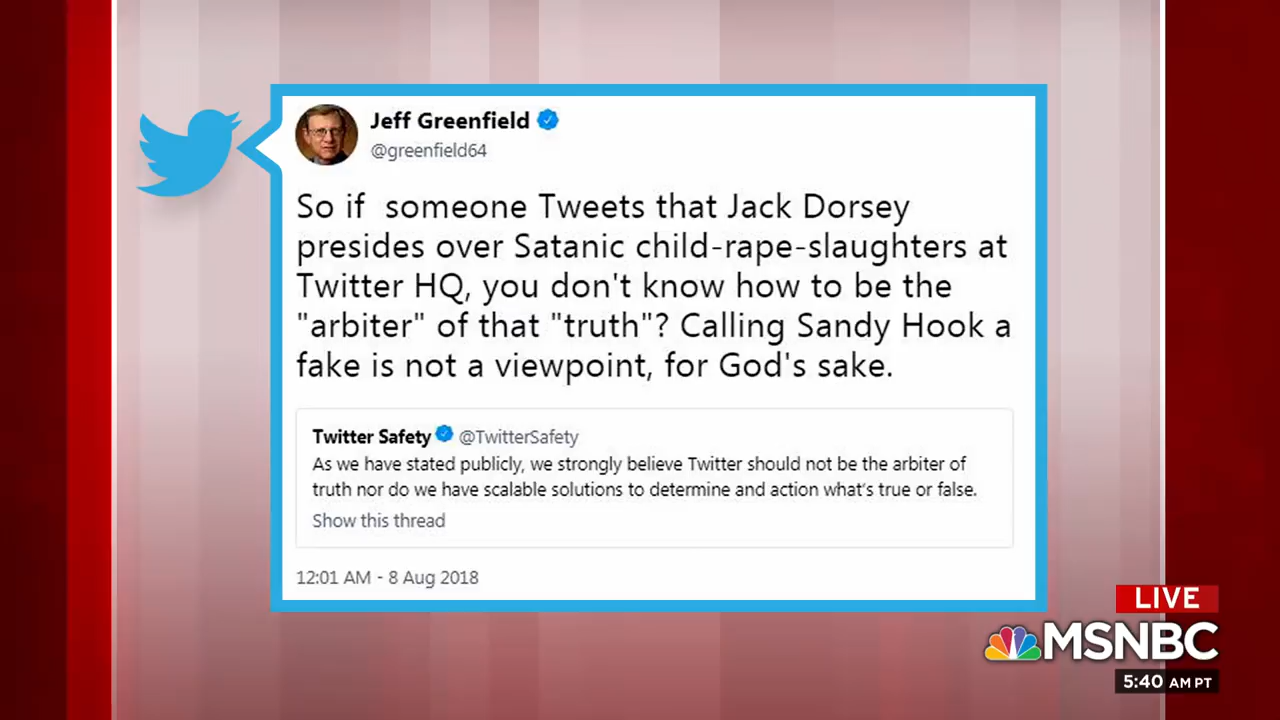 Jeff Greenfield
@greenfield64
So if  someone Tweets that Jack Dorsey
presides over Satanic child-rape-slaughters at
Twitter HQ, you don't know how to be the
"arbiter" of that "truth"? Calling Sandy Hook a
fake is not a viewpoint, for God's sake.
Twitter Safety @TwitterSafety
As we have stated publicly, we strongly believe Twitter should not be the arbiter of
truth nor do we have scalable solutions to determine and action what's true or false.
Show this thread
12:01 AM - 8 Aug 2018
LIVE
MSNBC
5:40 AM PT